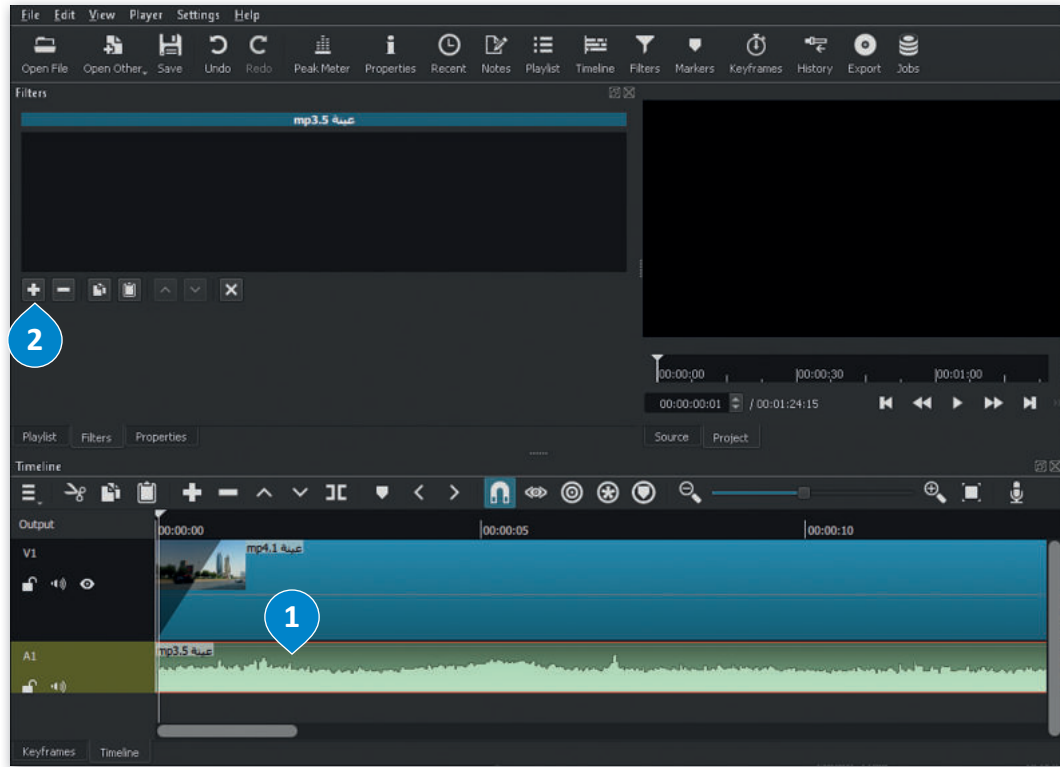 File Edit View Player Settings Help
Open File Open Other Save Undo Redo Peak Meter Properties Recent Notes Playlist Timeline Filters Markers Keyframes History Export Jobs
Filters
عينة 5.mp3
2
00:00:00 00:00:30 00:01:00
00:00:00:01 / 00:01:24:15
Playlist Filters Properties
Source Project
Timeline
Output 00:00:00 00:00:05 00:00:10
V1
عينة 1.mp4
1
A1
عينة 5.mp3
Keyframes Timeline